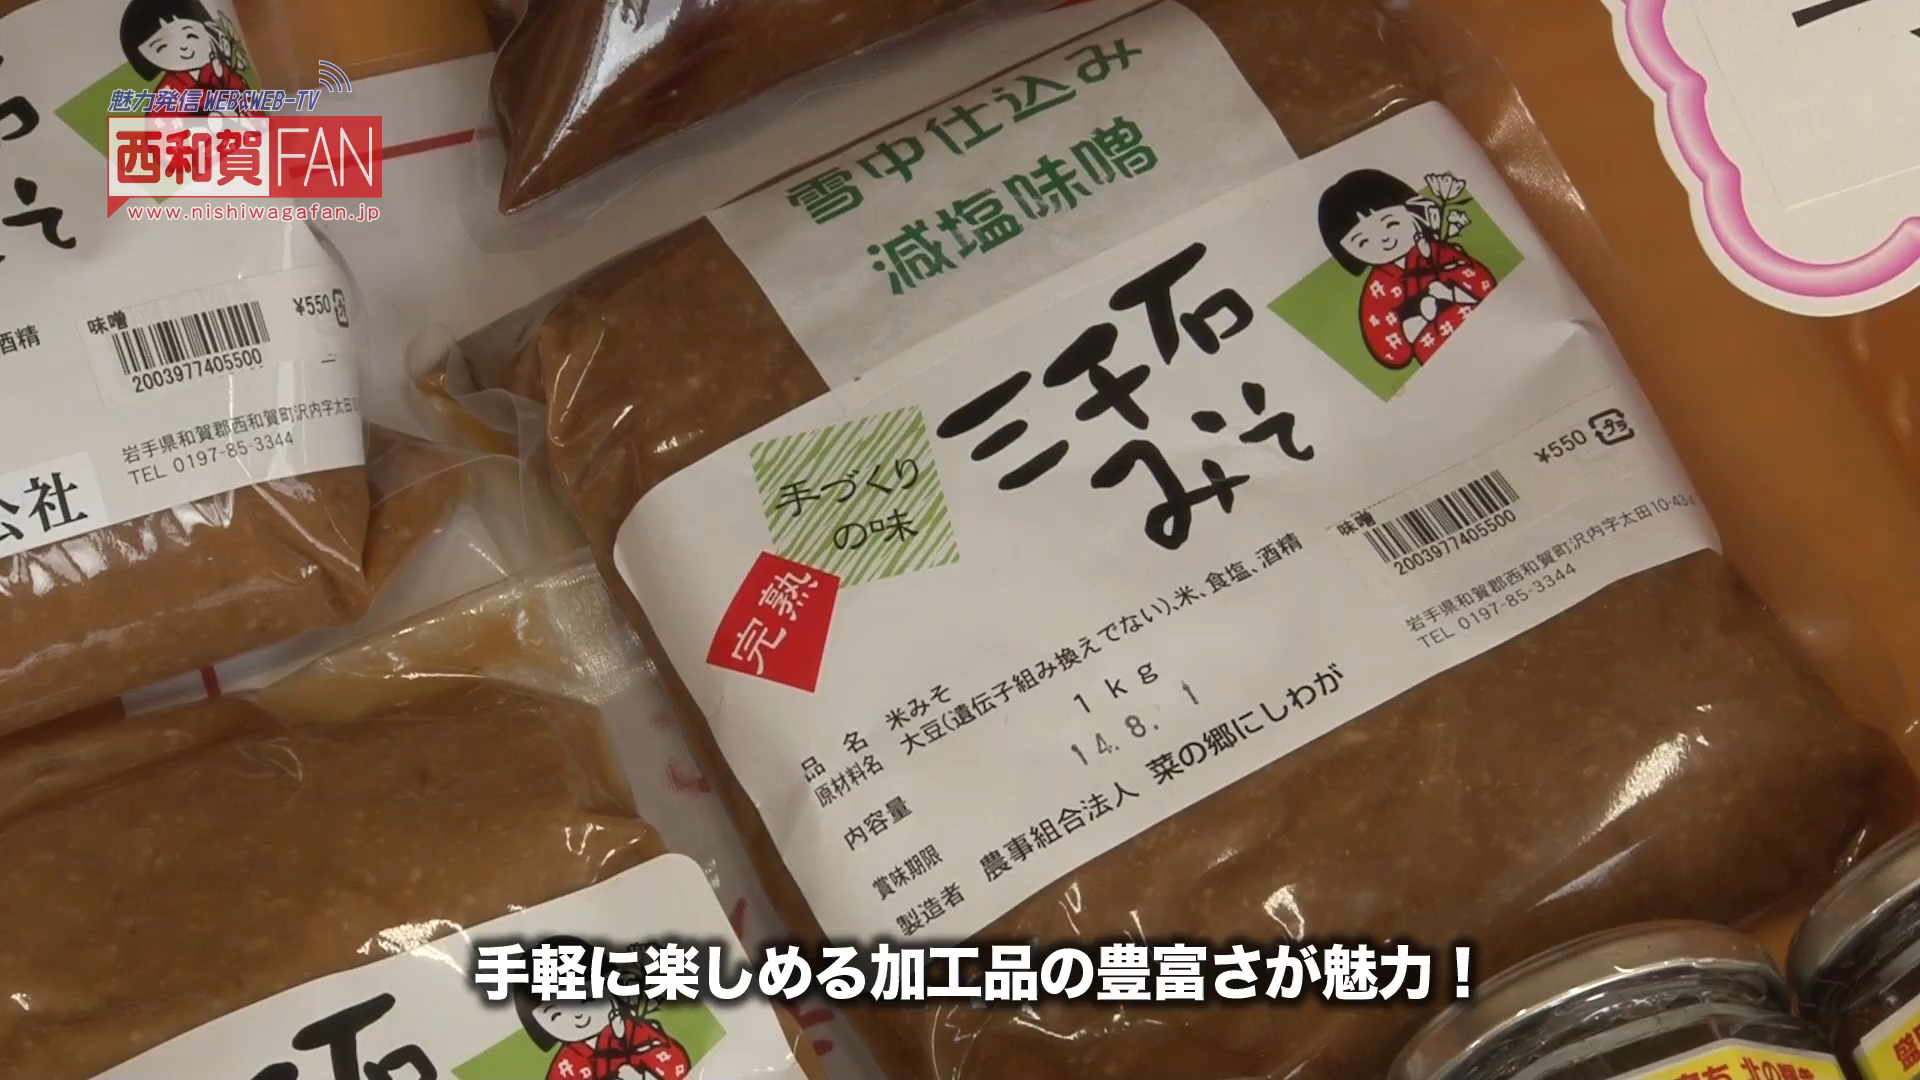 魅力発信 WEB&WEB-TV
西和賀FAN
www.nishiwagafan.jp
雪中仕込み
減塩味噌
三千石
みそ
手づくり
の味
完熟
品名 米みそ
原材料名 大豆(遺伝子組み換えでない)、米、食塩、酒精
内容量 1kg
賞味期限 14.8.1
製造者 農事組合法人 菜の郷にしわが
味噌 ¥550
2003977405500
岩手県和賀郡西和賀町沢内字太田10-43
TEL 0197-85-3344
みそ
酒精
味噌 ¥550
2003977405500
岩手県和賀郡西和賀町沢内字太田
TEL 0197-85-3344
公社
石
手軽に楽しめる加工品の豊富さが魅力!